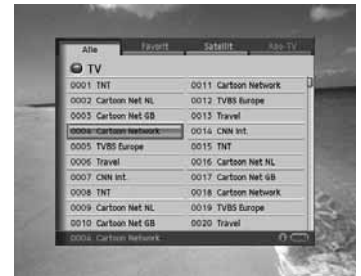 Alle Favorit Satellit Abo-TV
TV
0001 TNT
0002 Cartoon Net NL
0003 Cartoon Net GB
0004 Cartoon Network
0005 TVBS Europe
0006 Travel
0007 CNN Int.
0008 TNT
0009 Cartoon Net NL
0010 Cartoon Net GB
0011 Cartoon Network
0012 TVBS Europe
0013 Travel
0014 CNN Int.
0015 TNT
0016 Cartoon Net NL
0017 Cartoon Net GB
0018 Cartoon Network
0019 TVBS Europe
0020 Travel
0004 Cartoon Network